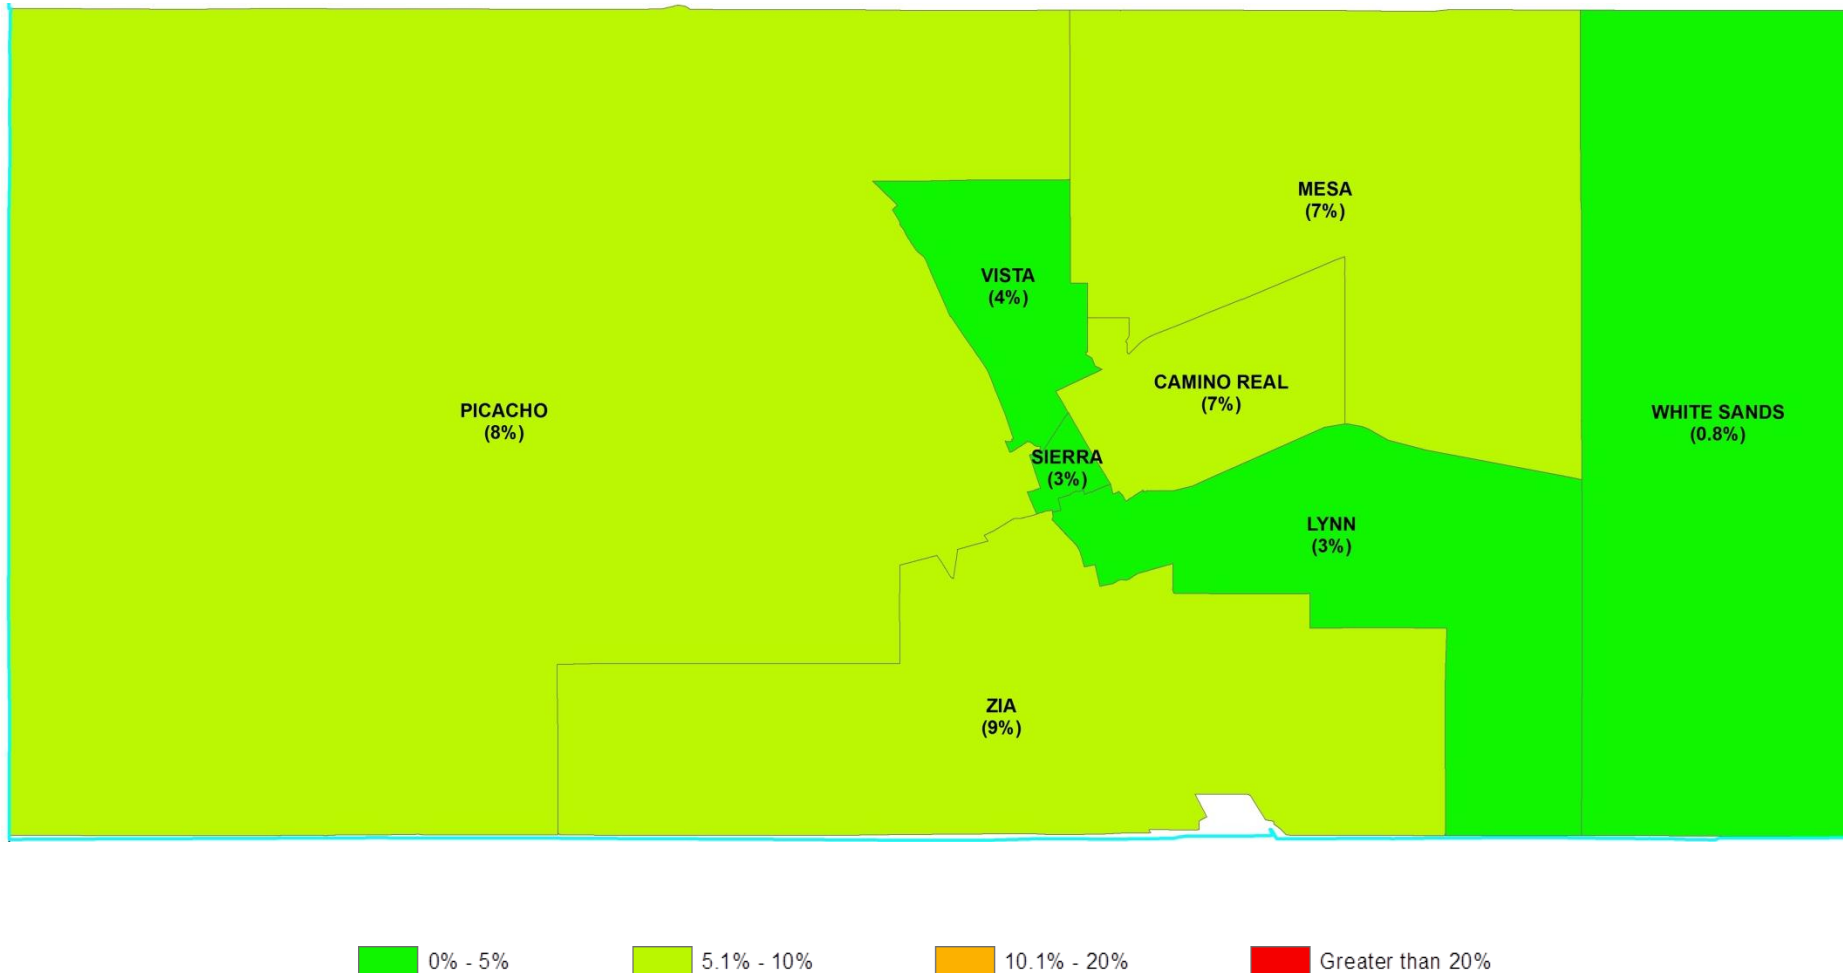 MESA
(7%)
VISTA
(4%)
CAMINO REAL
(7%)
PICACHO
(8%)
WHITE SANDS
(0.8%)
SIERRA
(3%)
LYNN
(3%)
ZIA
(9%)
0% - 5%
5.1% - 10%
10.1% - 20%
Greater than 20%